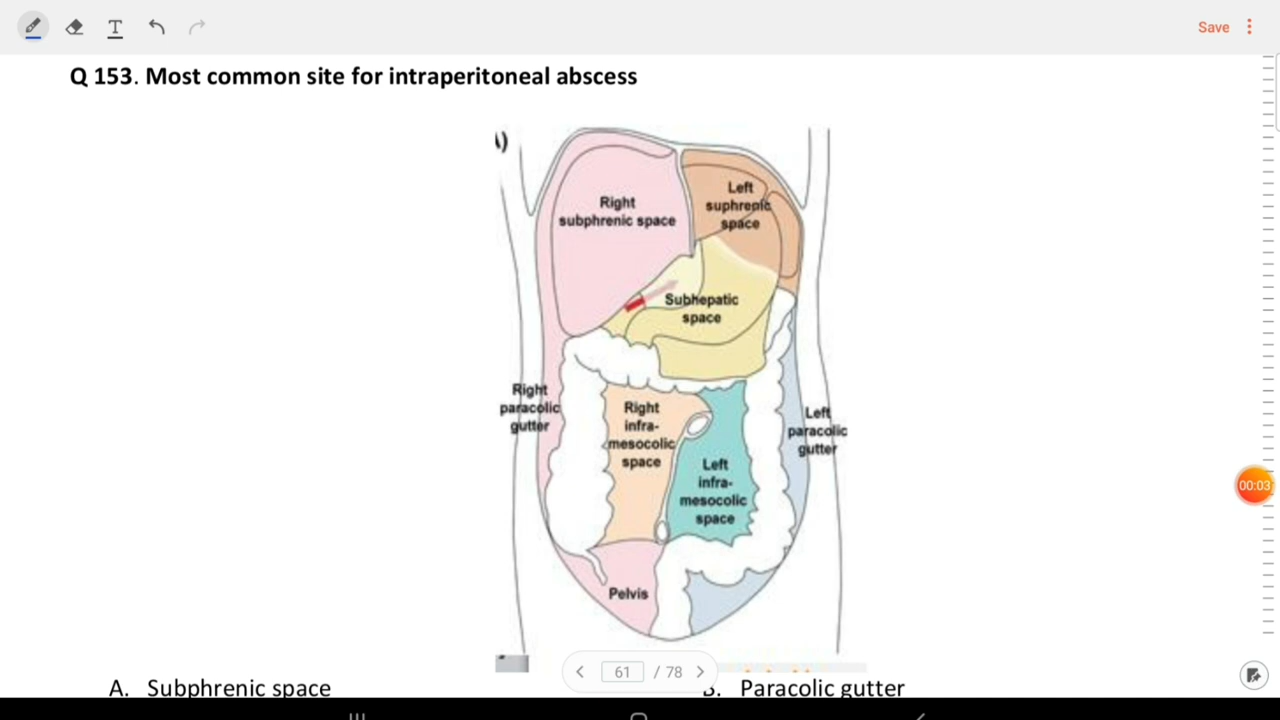 T
Save
Q 153. Most common site for intraperitoneal abscess
Right
subphrenic space
Left
suphrenic
space
Subhepatic
space
Right
paracolic
gutter
Right
infra-
mesocolic
space
Left
infra-
mesocolic
space
Left
paracolic
gutter
00:03
Pelvis
61 / 78
A. Subphrenic space
Paracolic gutter